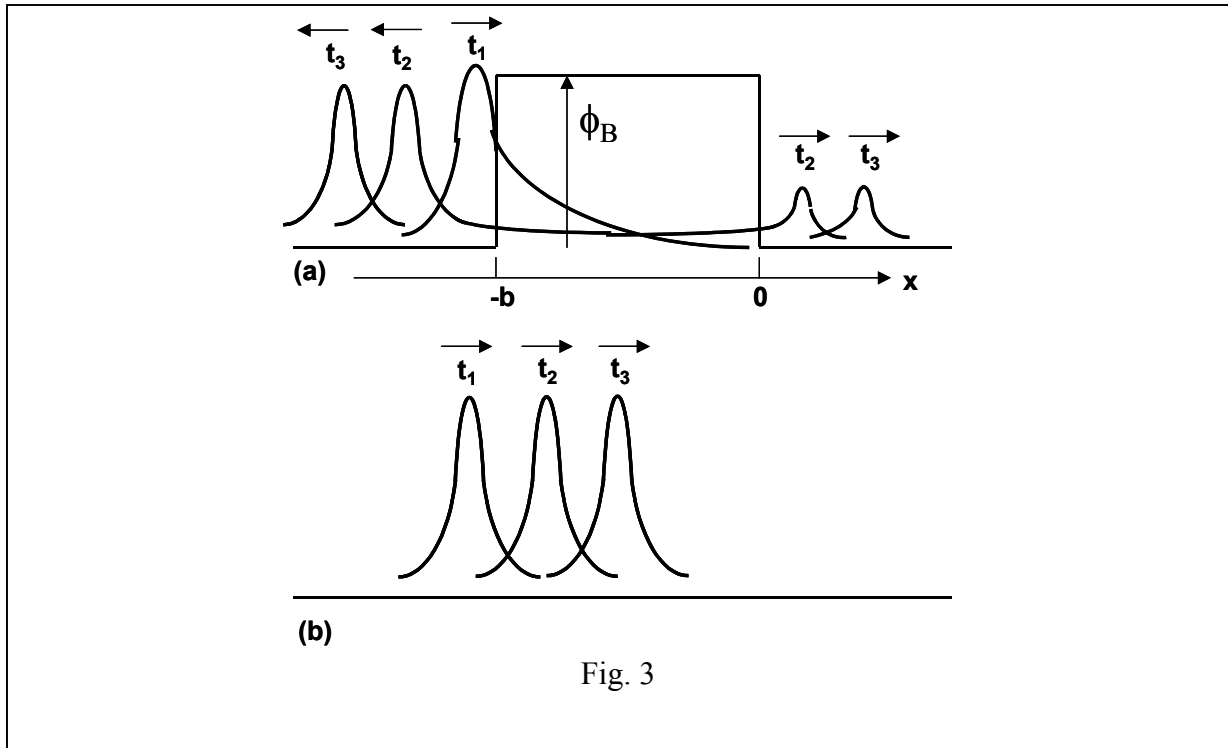 t₃ t₂ t₁
ϕB
t₂ t₃
(a)
-b 0 x
t₁ t₂ t₃
(b)
Fig. 3